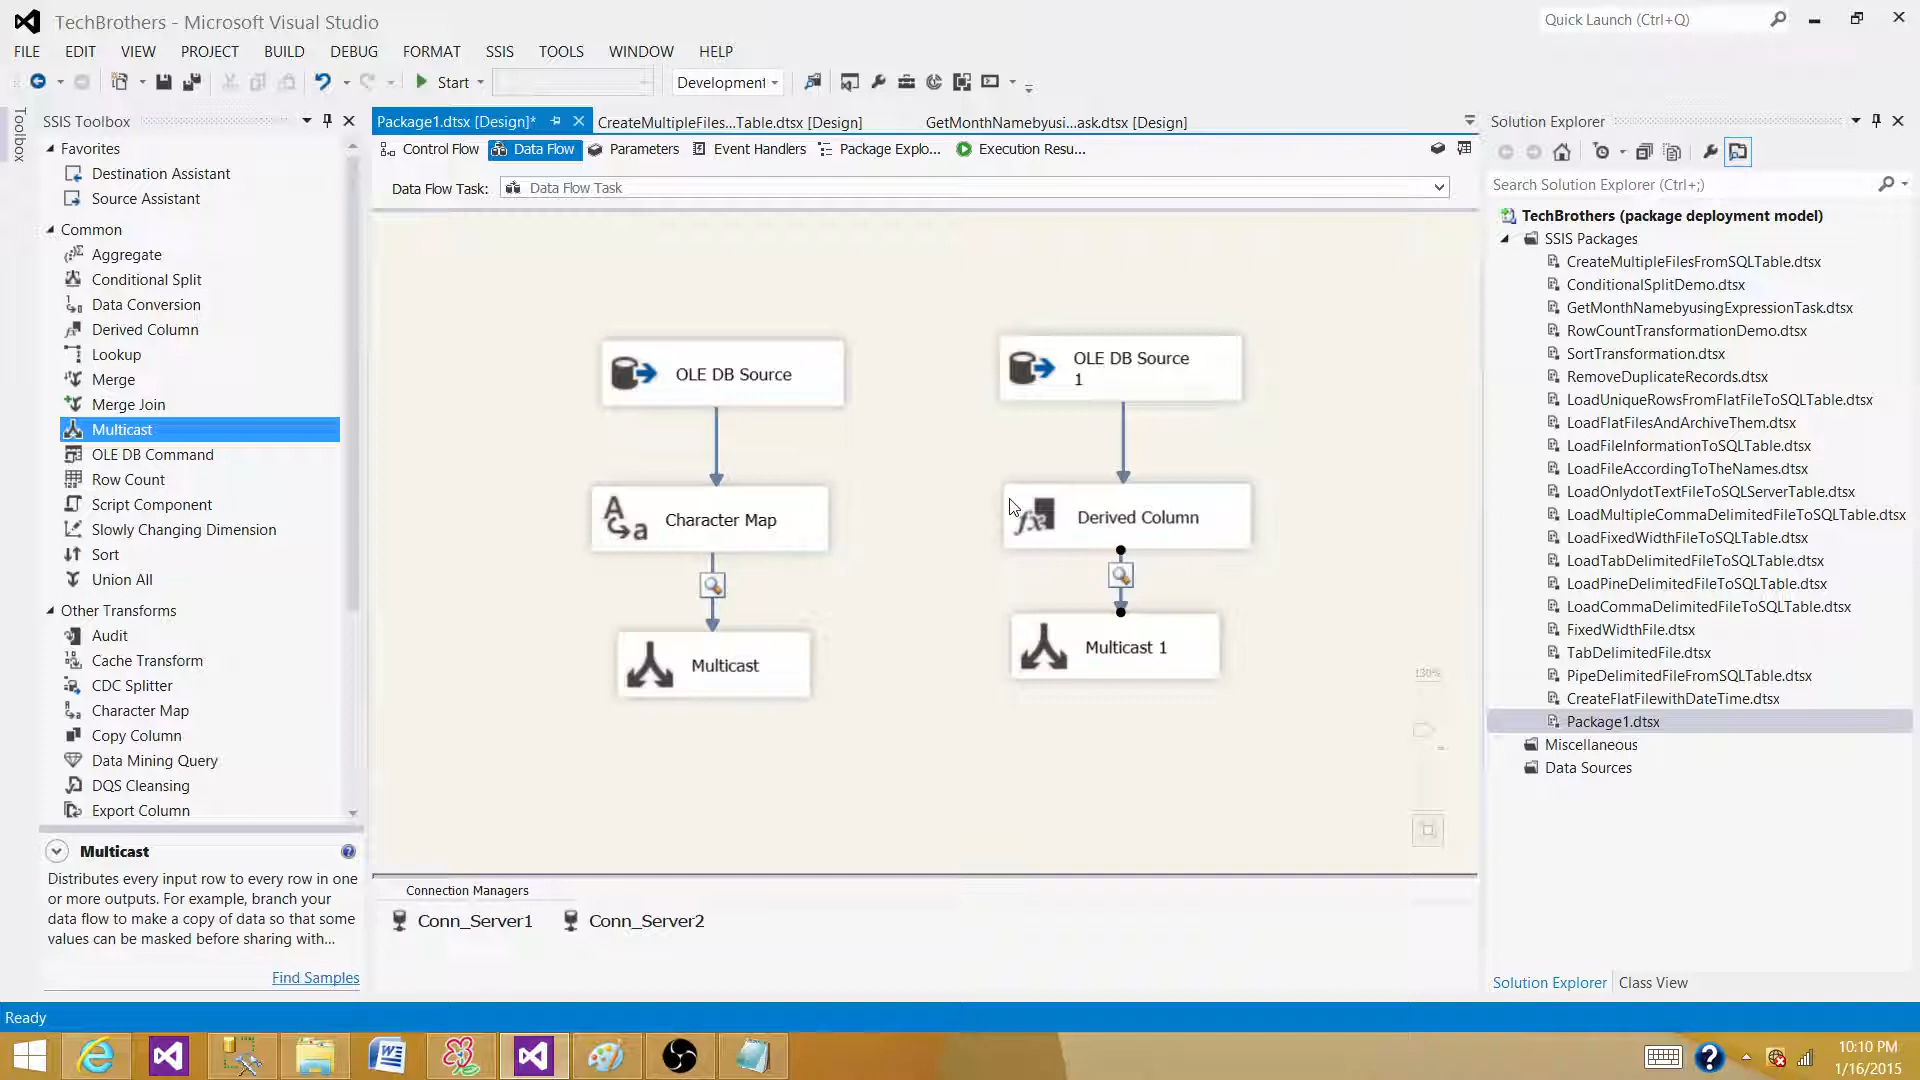 TechBrothers - Microsoft Visual Studio
Quick Launch (Ctrl+Q)
FILE EDIT VIEW PROJECT BUILD DEBUG FORMAT SSIS TOOLS WINDOW HELP
Start
Development
Toolbox
SSIS Toolbox
Favorites
Destination Assistant
Source Assistant
Common
Aggregate
Conditional Split
Data Conversion
Derived Column
Lookup
Merge
Merge Join
Multicast
OLE DB Command
Row Count
Script Component
Slowly Changing Dimension
Sort
Union All
Other Transforms
Audit
Cache Transform
CDC Splitter
Character Map
Copy Column
Data Mining Query
DQS Cleansing
Export Column
Multicast
Distributes every input row to every row in one
or more outputs. For example, branch your
data flow to make a copy of data so that some
values can be masked before sharing with...
Find Samples
Package1.dtsx [Design]* CreateMultipleFiles...Table.dtsx [Design] GetMonthNamebyusi...ask.dtsx [Design]
Control Flow Data Flow Parameters Event Handlers Package Explo... Execution Resu...
Data Flow Task: Data Flow Task
OLE DB Source
OLE DB Source
1
Character Map
Derived Column
Multicast
Multicast 1
130%
Connection Managers
Conn_Server1 Conn_Server2
Solution Explorer
Search Solution Explorer (Ctrl+;)
TechBrothers (package deployment model)
SSIS Packages
CreateMultipleFilesFromSQLTable.dtsx
ConditionalSplitDemo.dtsx
GetMonthNamebyusingExpressionTask.dtsx
RowCountTransformationDemo.dtsx
SortTransformation.dtsx
RemoveDuplicateRecords.dtsx
LoadUniqueRowsFromFlatFileToSQLTable.dtsx
LoadFlatFilesAndArchiveThem.dtsx
LoadFileInformationToSQLTable.dtsx
LoadFileAccordingToTheNames.dtsx
LoadOnlydotTextFileToSQLServerTable.dtsx
LoadMultipleCommaDelimitedFileToSQLTable.dtsx
LoadFixedWidthFileToSQLTable.dtsx
LoadTabDelimitedFileToSQLTable.dtsx
LoadPineDelimitedFileToSQLTable.dtsx
LoadCommaDelimitedFileToSQLTable.dtsx
FixedWidthFile.dtsx
TabDelimitedFile.dtsx
PipeDelimitedFileFromSQLTable.dtsx
CreateFlatFilewithDateTime.dtsx
Package1.dtsx
Miscellaneous
Data Sources
Solution Explorer Class View
Ready
10:10 PM
1/16/2015